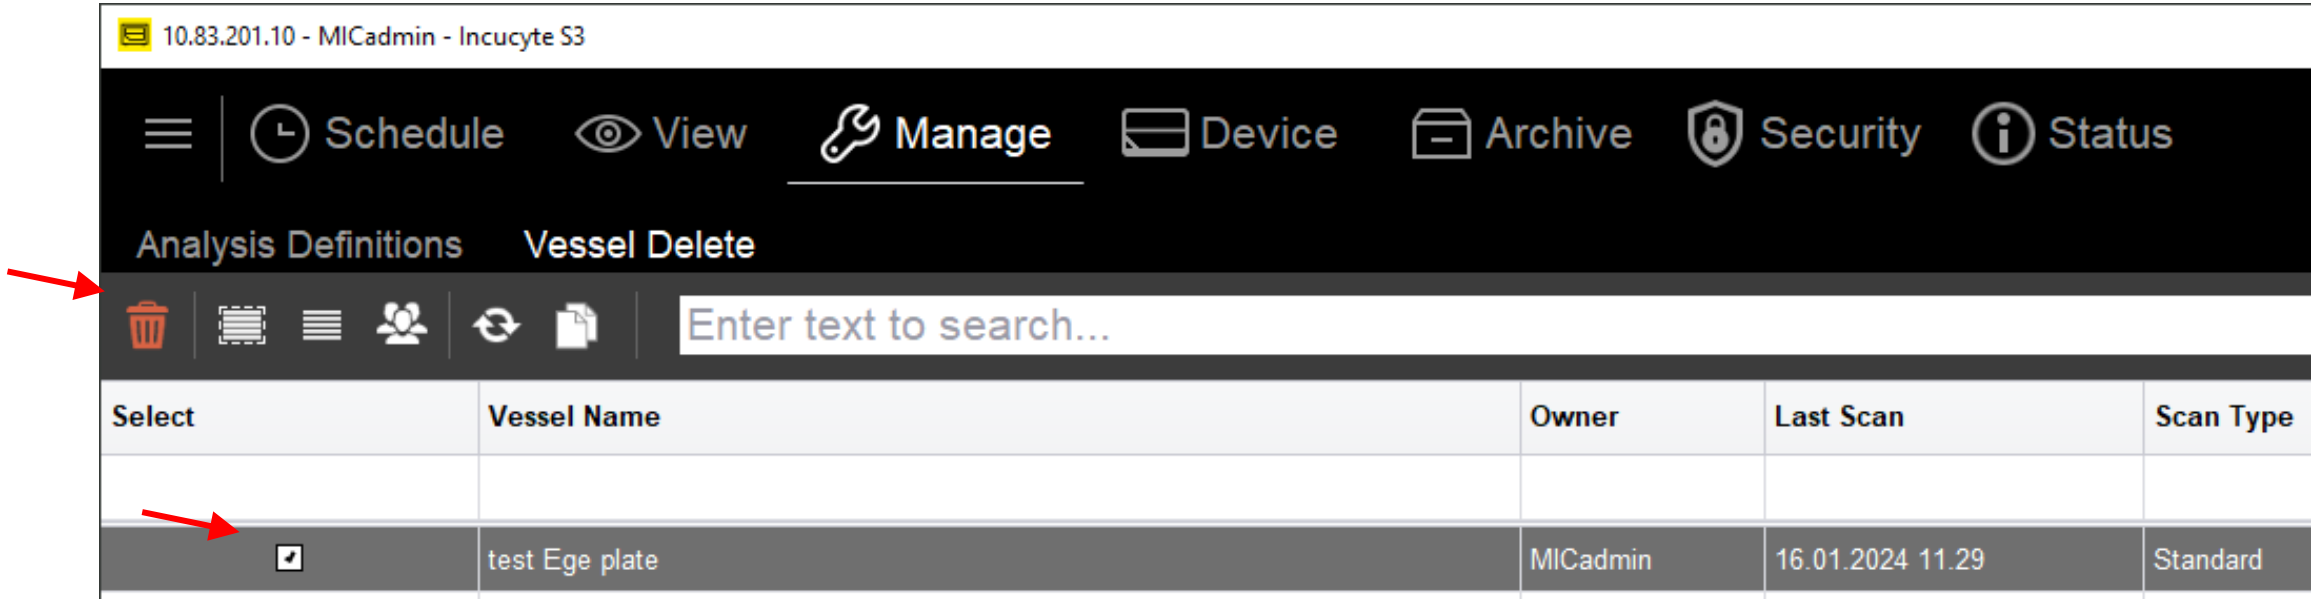 10.83.201.10 - MICadmin - Incucyte S3
Schedule View Manage Device Archive Security Status
Analysis Definitions Vessel Delete
Enter text to search...
Select Vessel Name Owner Last Scan Scan Type
test Ege plate MICadmin 16.01.2024 11.29 Standard